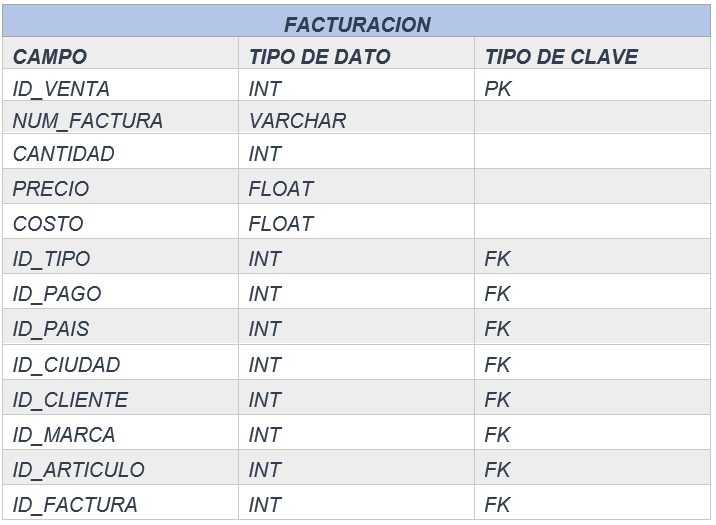 FACTURACION
CAMPO TIPO DE DATO TIPO DE CLAVE
ID_VENTA INT PK
NUM_FACTURA VARCHAR
CANTIDAD INT
PRECIO FLOAT
COSTO FLOAT
ID_TIPO INT FK
ID_PAGO INT FK
ID_PAIS INT FK
ID_CIUDAD INT FK
ID_CLIENTE INT FK
ID_MARCA INT FK
ID_ARTICULO INT FK
ID_FACTURA INT FK